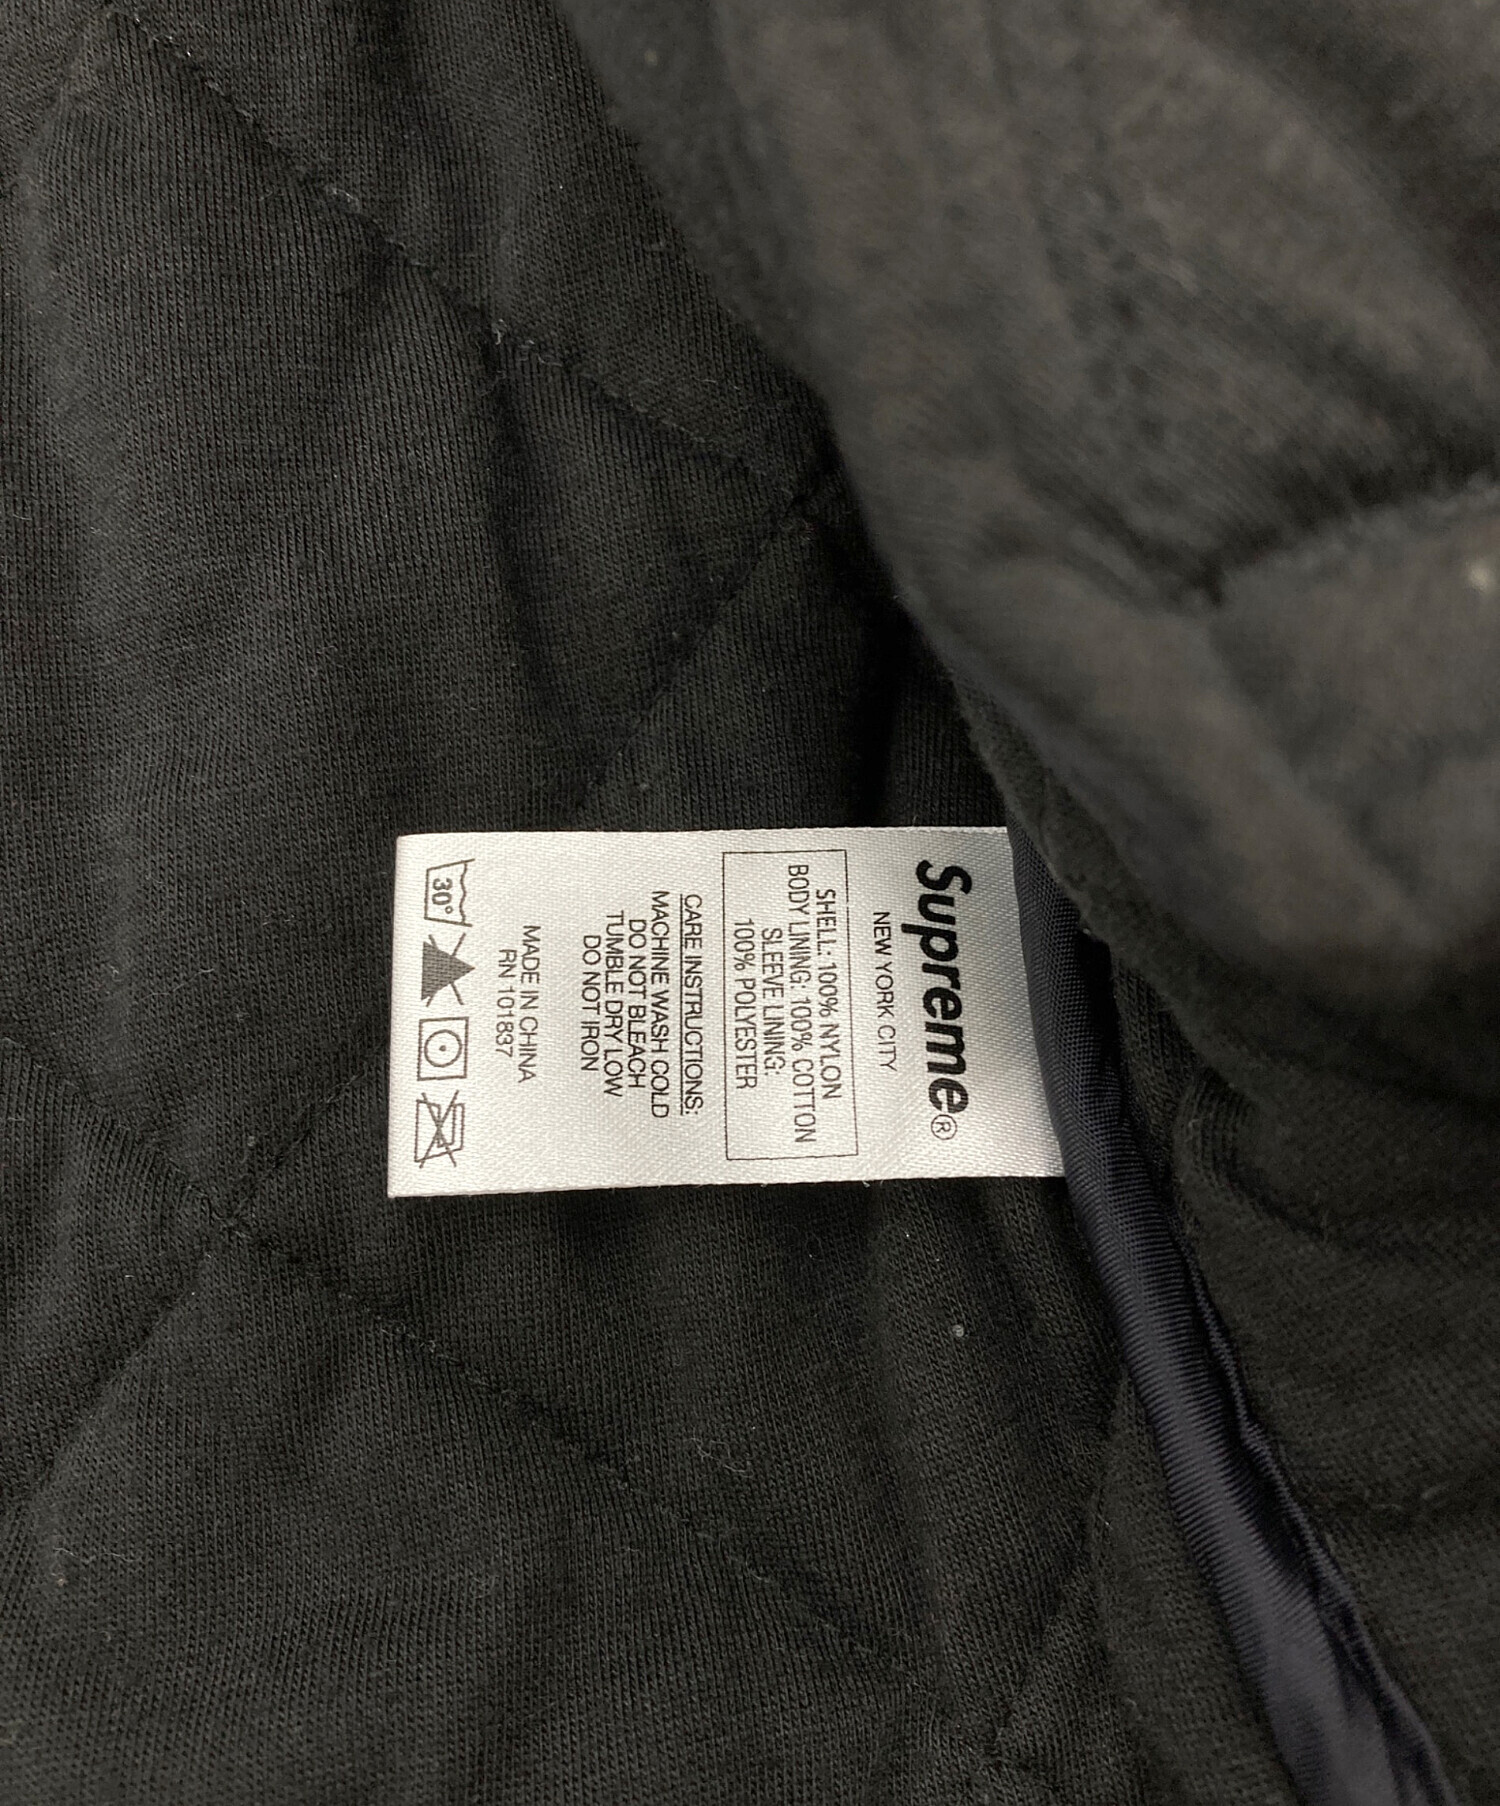 Supreme®
NEW YORK CITY
SHELL: 100% NYLON
BODY LINING: 100% COTTON
SLEEVE LINING:
100% POLYESTER
CARE INSTRUCTIONS:
MACHINE WASH COLD
DO NOT BLEACH
TUMBLE DRY LOW
DO NOT IRON
MADE IN CHINA
RN 101837
30°